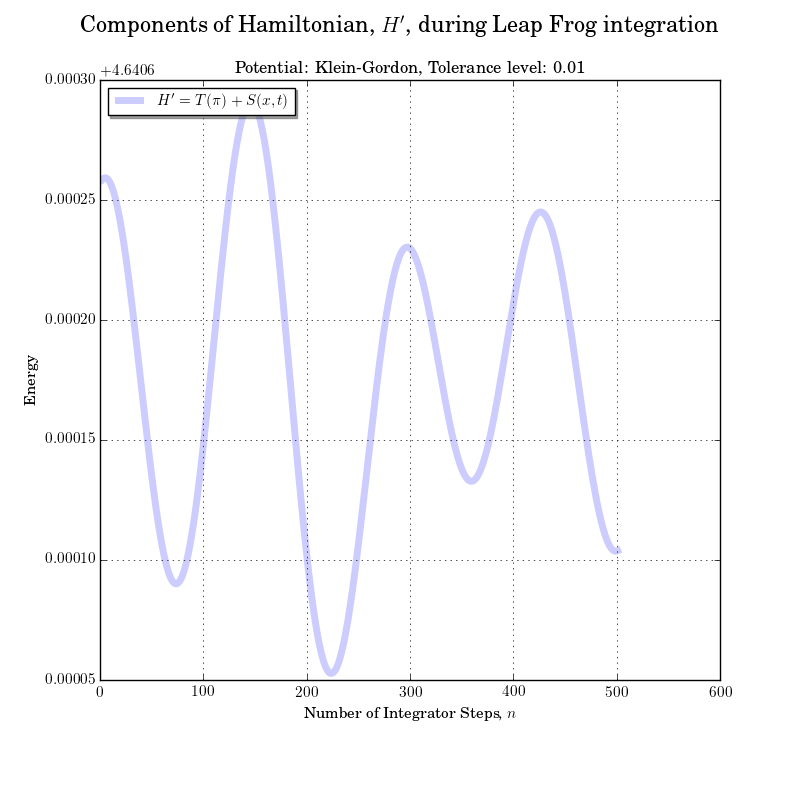 Components of Hamiltonian, H′, during Leap Frog integration
Potential: Klein-Gordon, Tolerance level: 0.01
+4.6406
H′ = T(π) + S(x, t)
0.00030
0.00025
0.00020
0.00015
0.00010
0.00005
Energy
0 100 200 300 400 500 600
Number of Integrator Steps, n